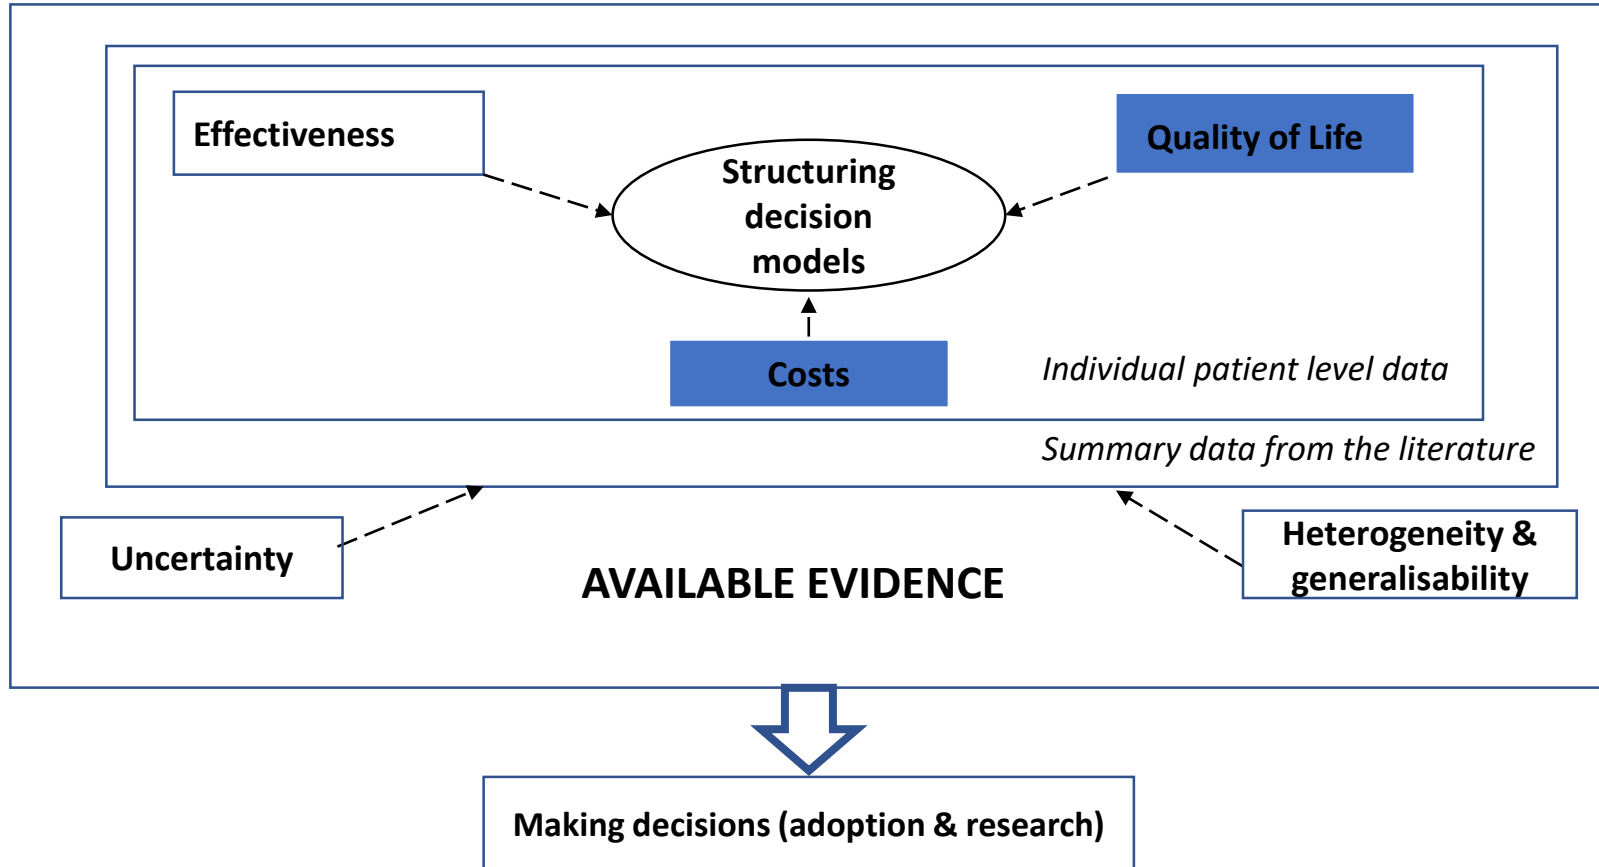 Effectiveness
Quality of Life
Structuring
decision
models
Costs
Individual patient level data
Summary data from the literature
Uncertainty
Heterogeneity &
generalisability
AVAILABLE EVIDENCE
Making decisions (adoption & research)